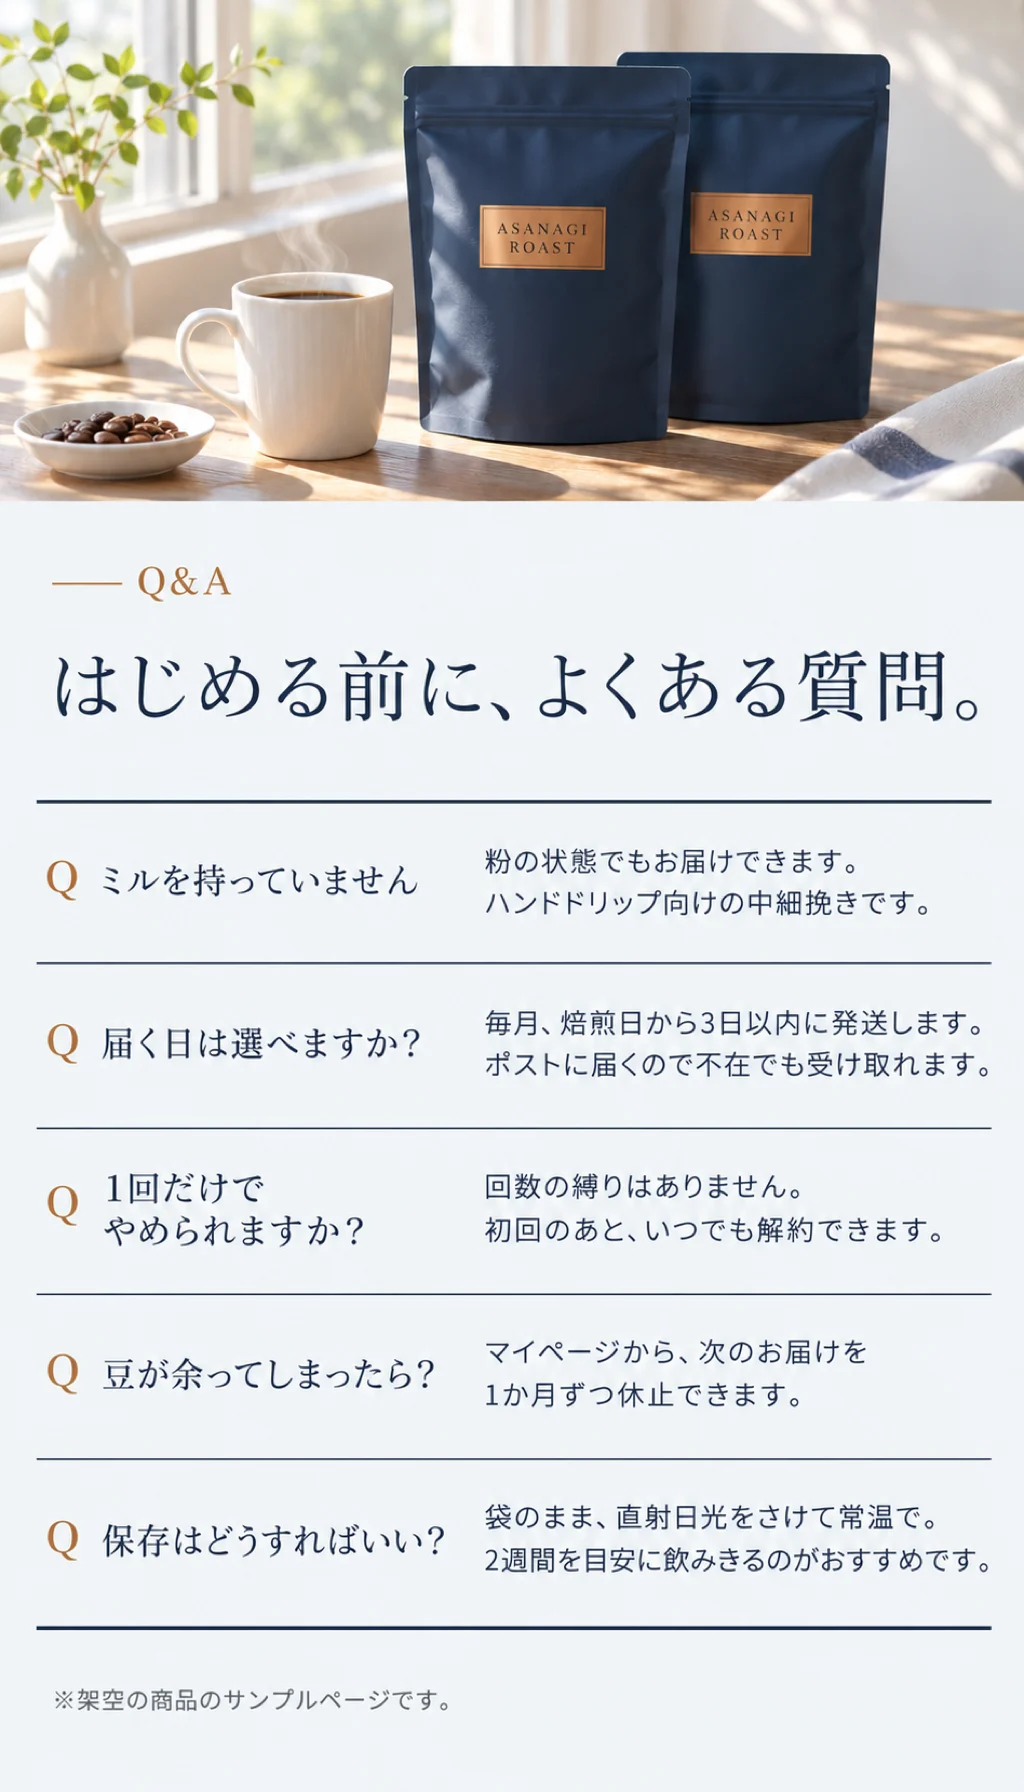 ASANAGI
ROAST
ASANAGI
ROAST
Q&A
はじめる前に、よくある質問。
Q ミルを持っていません
粉の状態でもお届けできます。
ハンドドリップ向けの中細挽きです。
Q 届く日は選べますか？
毎月、焙煎日から3日以内に発送します。
ポストに届くので不在でも受け取れます。
Q 1回だけで
やめられますか？
回数の縛りはありません。
初回のあと、いつでも解約できます。
Q 豆が余ってしまったら？
マイページから、次のお届けを
1か月ずつ休止できます。
Q 保存はどうすればいい？
袋のまま、直射日光をさけて常温で。
2週間を目安に飲みきるのがおすすめです。
※架空の商品のサンプルページです。